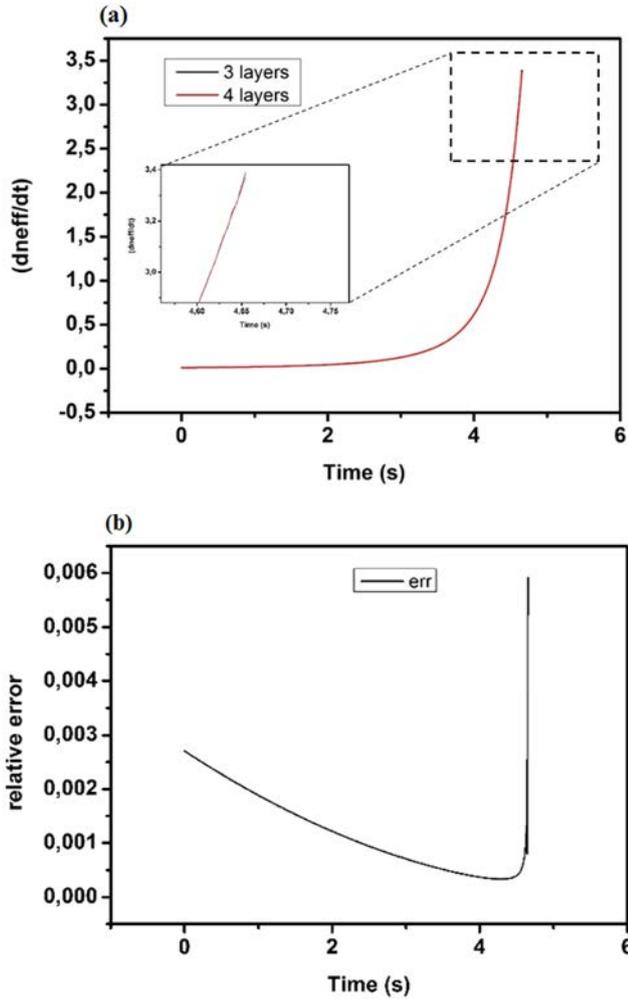 (a)
3,5
3,0
2,5
2,0
1,5
1,0
0,5
0,0
-0,5
(dneff/dt)
3 layers
4 layers
3,4
3,2
3,0
(dneff/dt)
4,60
4,65
4,70
4,75
Time (s)
0
2
4
6
Time (s)
(b)
0,006
0,005
0,004
0,003
0,002
0,001
0,000
relative error
err
0
2
4
6
Time (s)